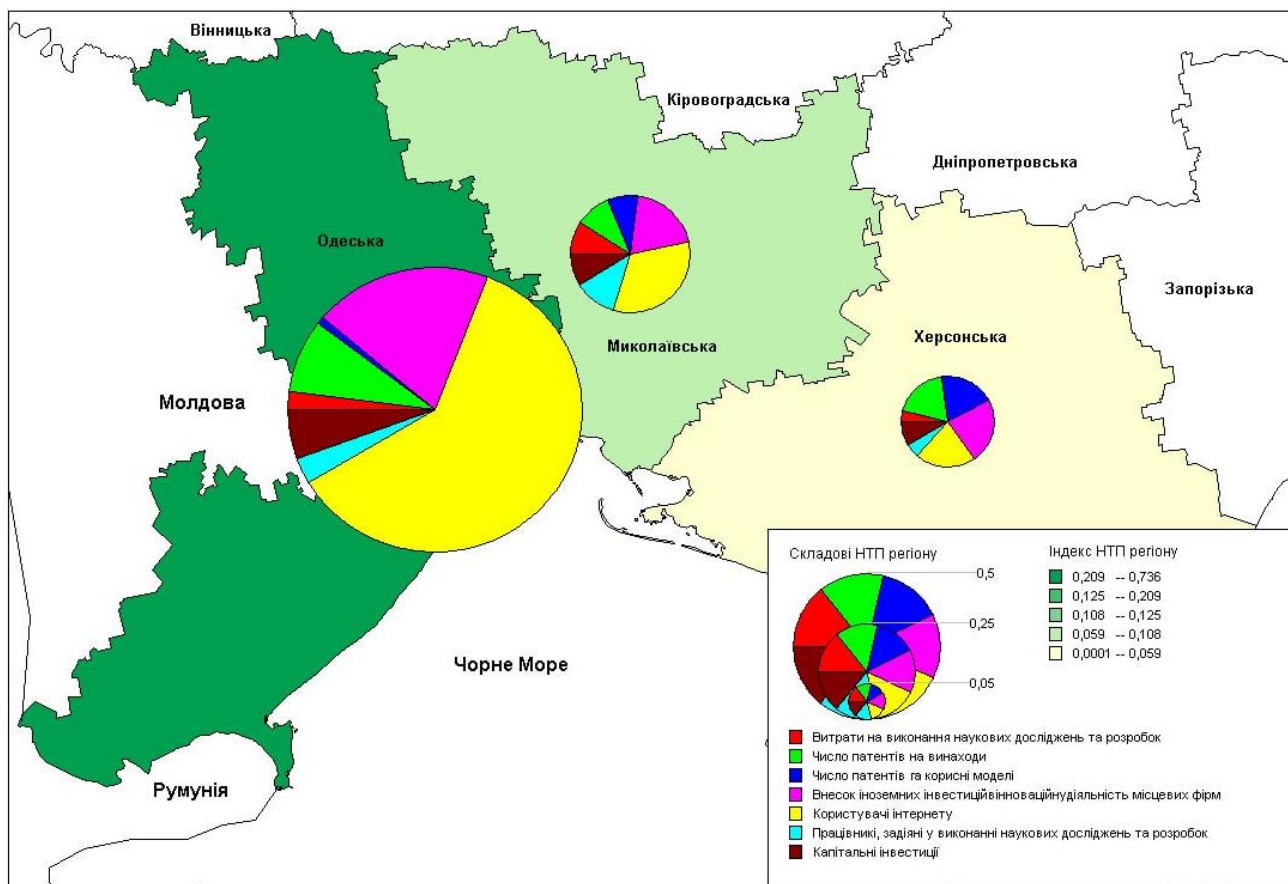 Вінницька
Кіровоградська
Дніпропетровська
Одеська
Запорізька
Миколаївська
Херсонська
Молдова
Чорне Море
Румунія
Складові НТП регіону
0,5
0,25
0,05
Індекс НТП регіону
0,209 -- 0,736
0,125 -- 0,209
0,108 -- 0,125
0,059 -- 0,108
0,0001 -- 0,059
Витрати на виконання наукових досліджень та розробок
Число патентів на винаходи
Число патентів га корисні моделі
Внесок іноземних інвестиційвінноваційнудіяльність місцевих фірм
Користувачі інтернету
Працівникі, задіяні у виконанні наукових досліджень та розробок
Капітальні інвестиції